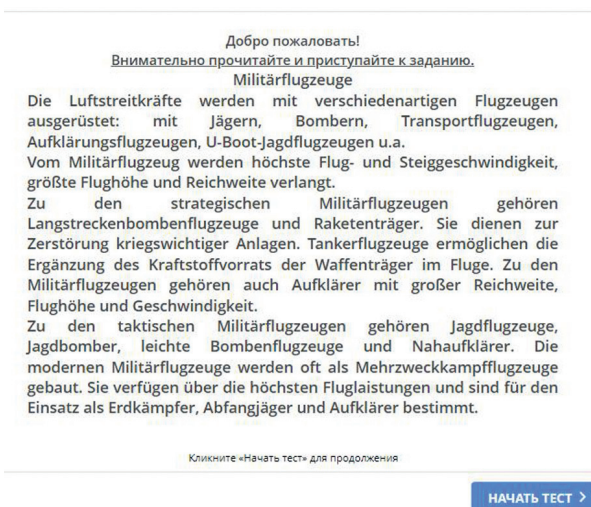 Добро пожаловать!
Внимательно прочитайте и приступайте к заданию.
Militärflugzeuge
Die Luftstreitkräfte werden mit verschiedenartigen Flugzeugen
ausgerüstet: mit Jägern, Bombern, Transportflugzeugen,
Aufklärungsflugzeugen, U-Boot-Jagdflugzeugen u.a.
Vom Militärflugzeug werden höchste Flug- und Steiggeschwindigkeit,
größte Flughöhe und Reichweite verlangt.
Zu den strategischen Militärflugzeugen gehören
Langstreckenbombenflugzeuge und Raketenträger. Sie dienen zur
Zerstörung kriegswichtiger Anlagen. Tankerflugzeuge ermöglichen die
Ergänzung des Kraftstoffvorrats der Waffenträger im Fluge. Zu den
Militärflugzeugen gehören auch Aufklärer mit großer Reichweite,
Flughöhe und Geschwindigkeit.
Zu den taktischen Militärflugzeugen gehören Jagdflugzeuge,
Jagdbomber, leichte Bombenflugzeuge und Nahaufklärer. Die
modernen Militärflugzeuge werden oft als Mehrzweckkampfflugzeuge
gebaut. Sie verfügen über die höchsten Fluglaistungen und sind für den
Einsatz als Erdkämpfer, Abfangjäger und Aufklärer bestimmt.
Кликните «Начать тест» для продолжения
НАЧАТЬ ТЕСТ >